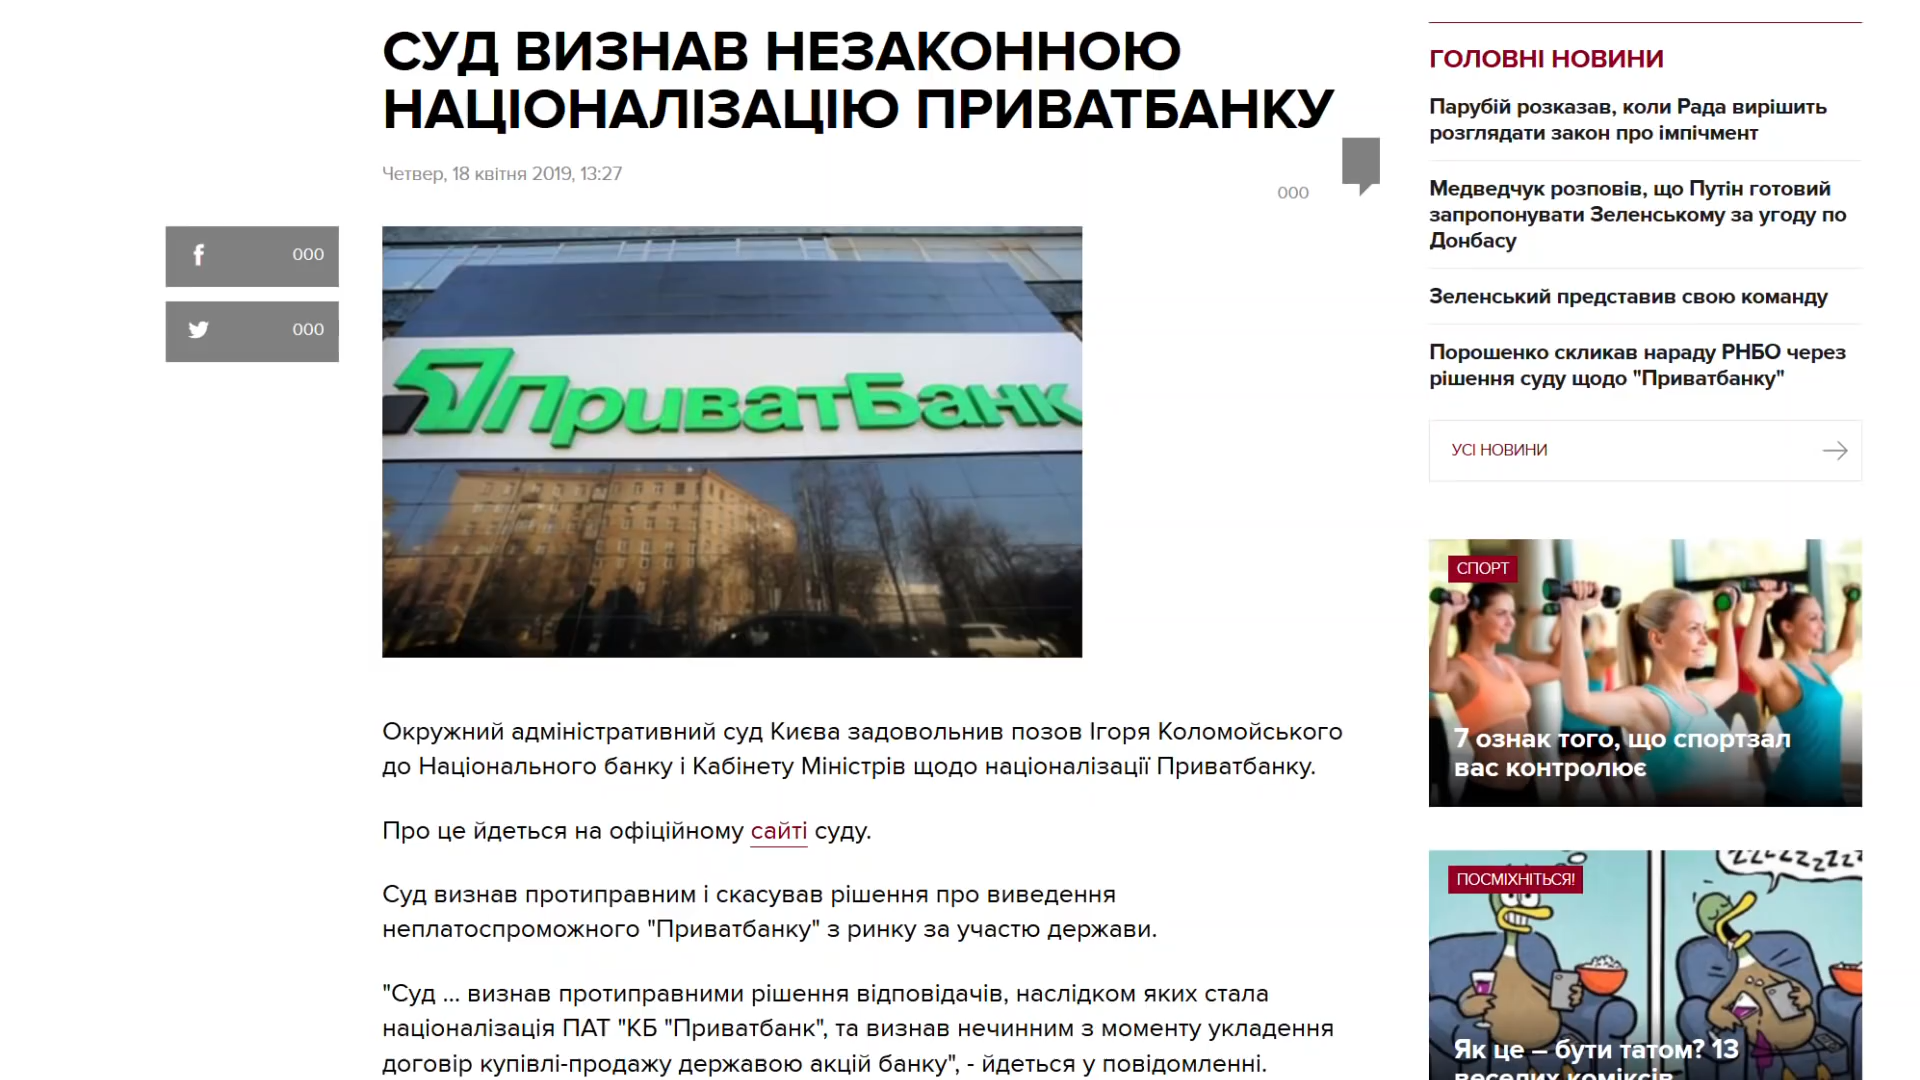 СУД ВИЗНАВ НЕЗАКОННОЮ
НАЦІОНАЛІЗАЦІЮ ПРИВАТБАНКУ
Четвер, 18 квітня 2019, 13:27
000
000
000
ПриватБанк
Окружний адміністративний суд Києва задовольнив позов Ігоря Коломойського
до Національного банку і Кабінету Міністрів щодо націоналізації Приватбанку.
Про це йдеться на офіційному сайті суду.
Суд визнав протиправним і скасував рішення про виведення
неплатоспроможного "Приватбанку" з ринку за участю держави.
"Суд ... визнав протиправними рішення відповідачів, наслідком яких стала
націоналізація ПАТ "КБ "Приватбанк", та визнав нечинним з моменту укладення
договір купівлі-продажу державою акцій банку", - йдеться у повідомленні.
ГОЛОВНІ НОВИНИ
Парубій розказав, коли Рада вирішить
розглядати закон про імпічмент
Медведчук розповів, що Путін готовий
запропонувати Зеленському за угоду по
Донбасу
Зеленський представив свою команду
Порошенко скликав нараду РНБО через
рішення суду щодо "Приватбанку"
УСІ НОВИНИ
СПОРТ
7 ознак того, що спортзал
вас контролює
ПОСМІХНІТЬСЯ!
ZZZZZZZZ
Як це – бути татом? 13
веселих коміксів